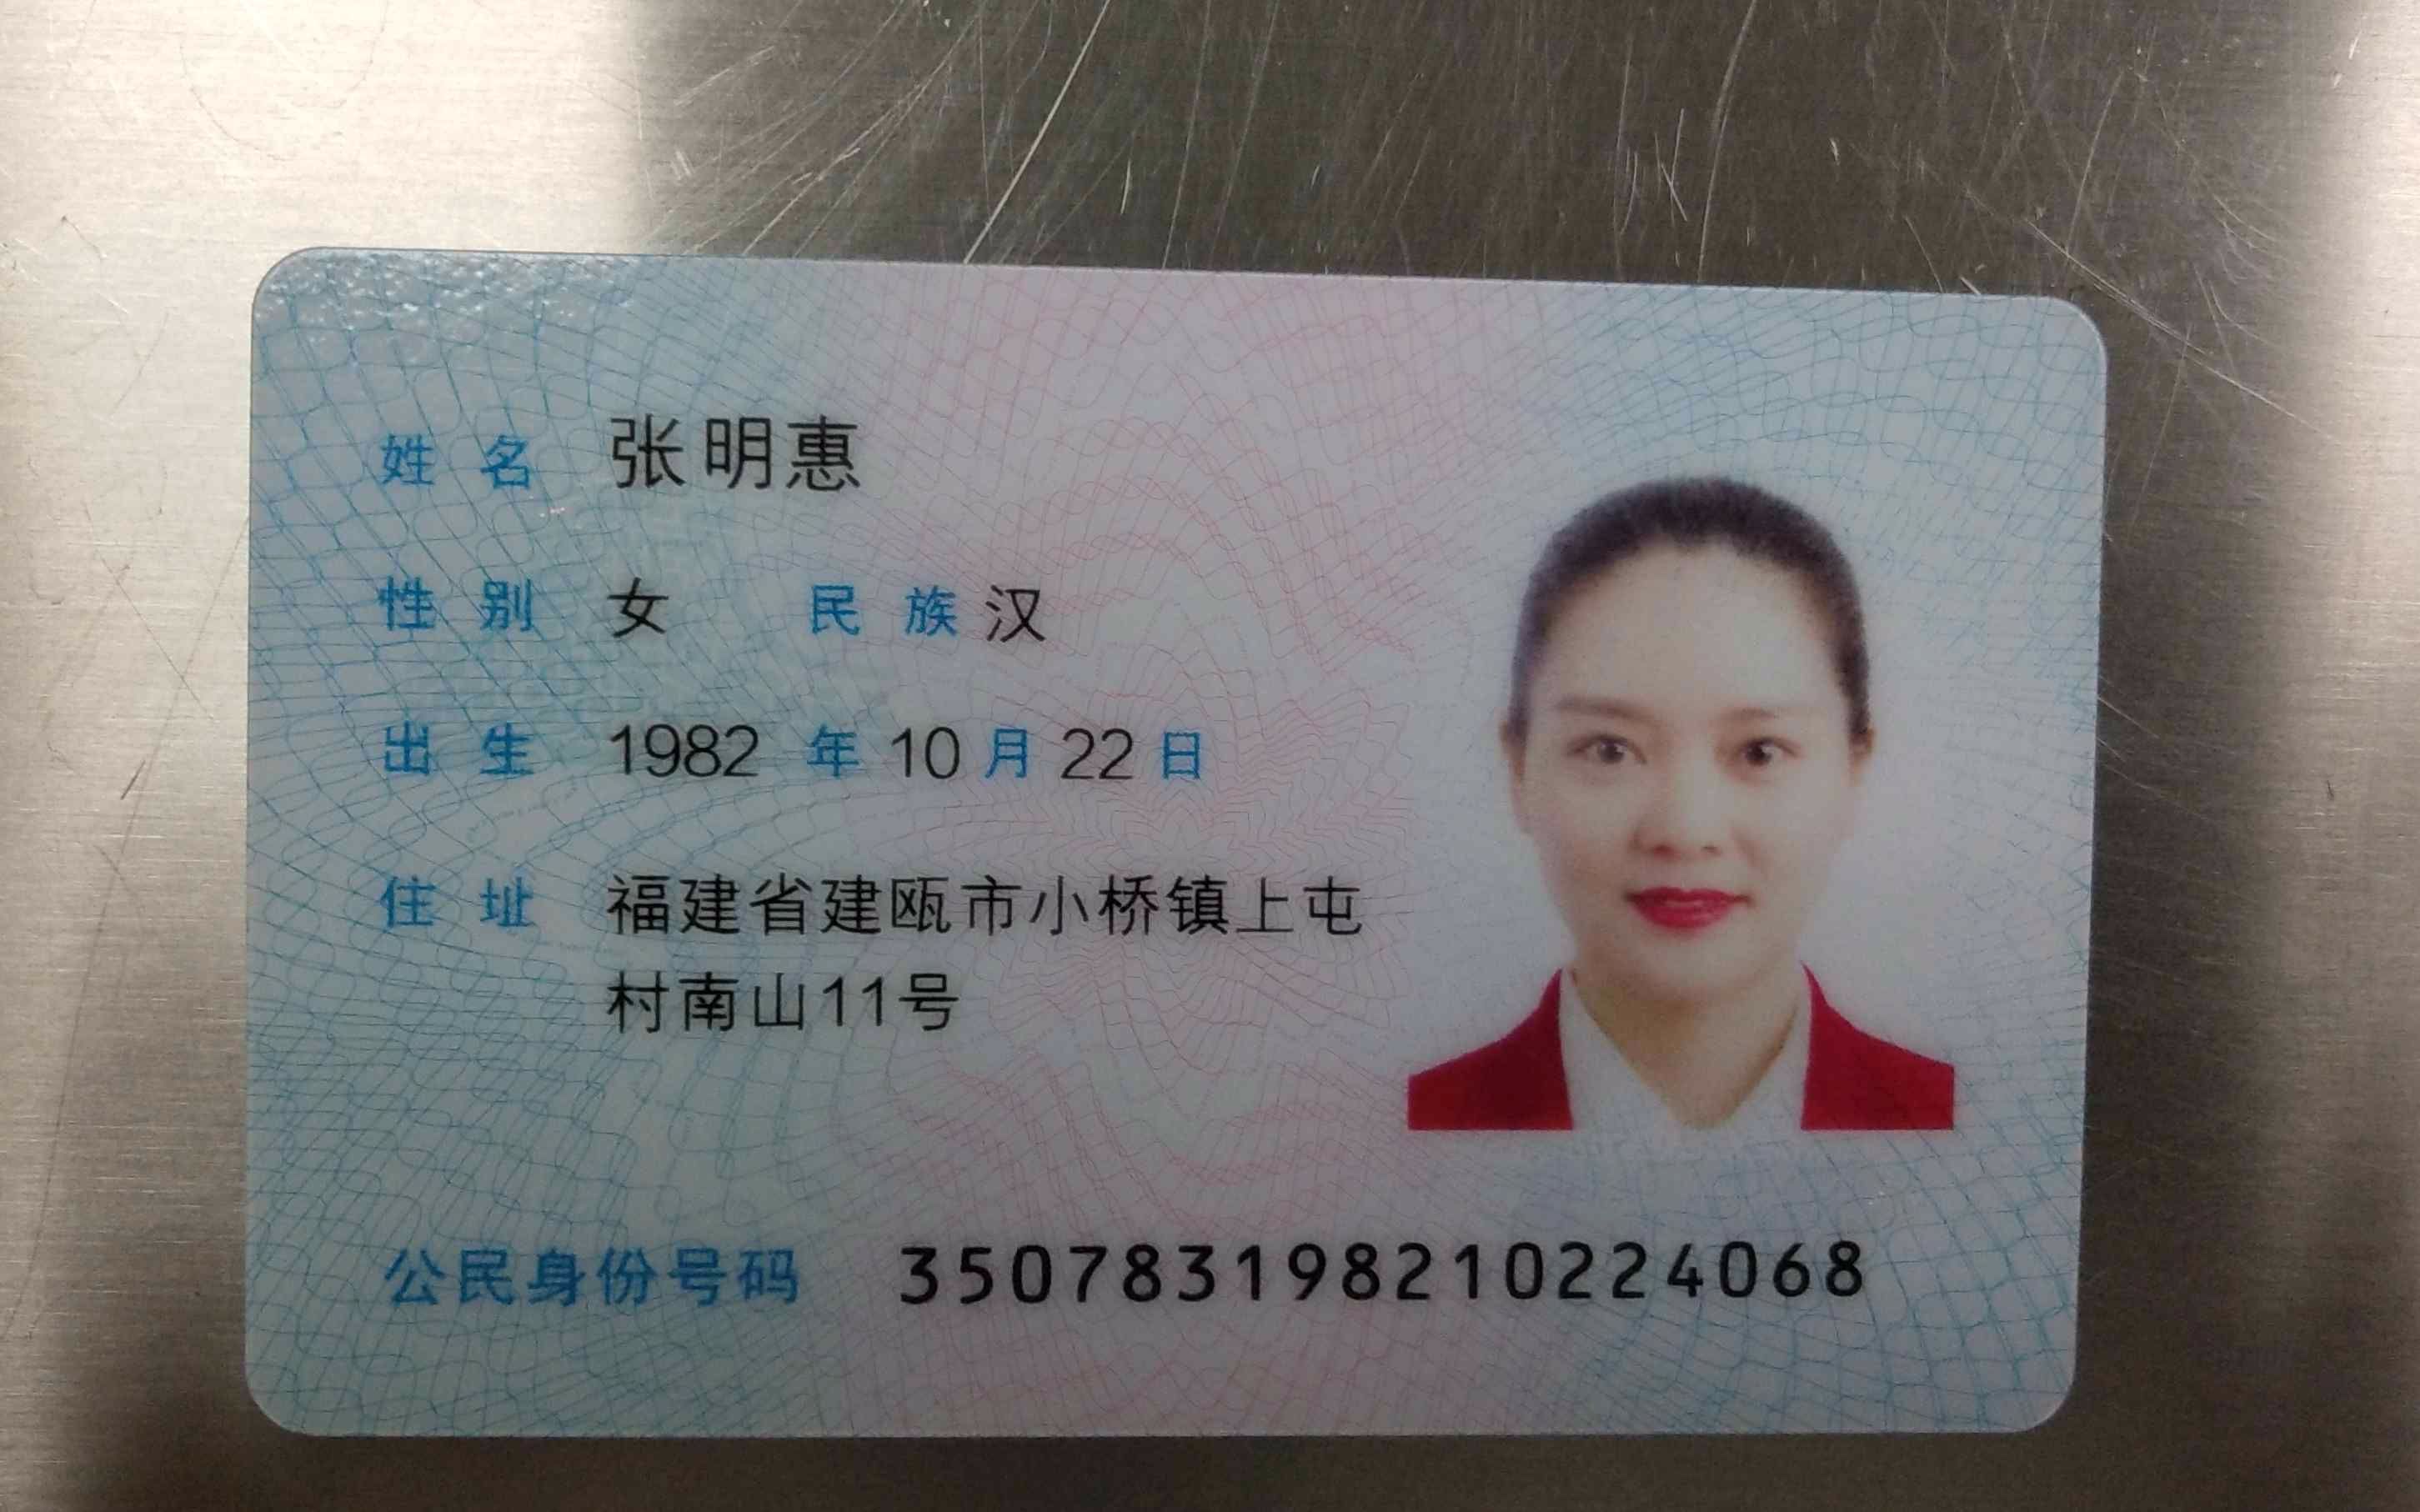 姓名 张明惠
性别 女 民族 汉
出生 1982 年 10 月 22 日
住址 福建省建瓯市小桥镇上屯
村南山11号
公民身份号码 350783198210224068